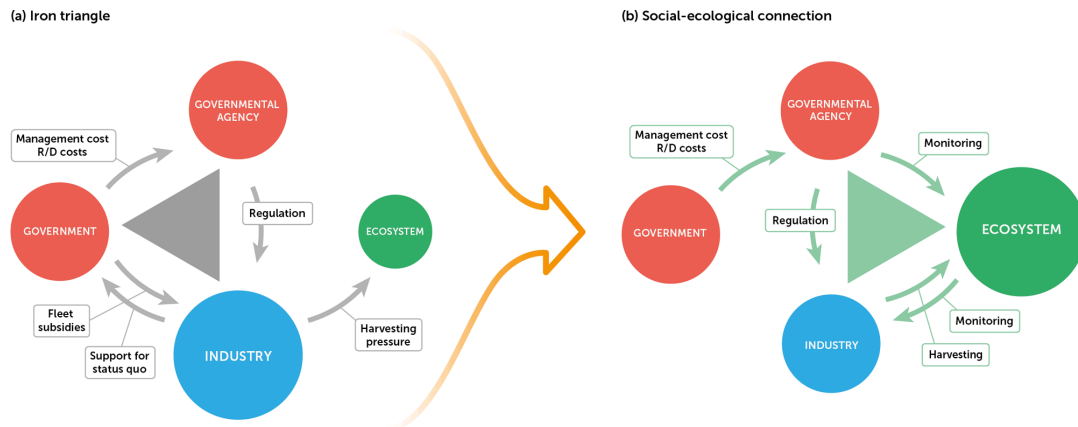 (a) Iron triangle
GOVERNMENTAL
AGENCY
Management cost
R/D costs
Regulation
GOVERNMENT
ECOSYSTEM
Fleet
subsidies
Support for
status quo
INDUSTRY
Harvesting
pressure
(b) Social-ecological connection
GOVERNMENTAL
AGENCY
Management cost
R/D costs
Monitoring
Regulation
GOVERNMENT
ECOSYSTEM
Monitoring
INDUSTRY
Harvesting